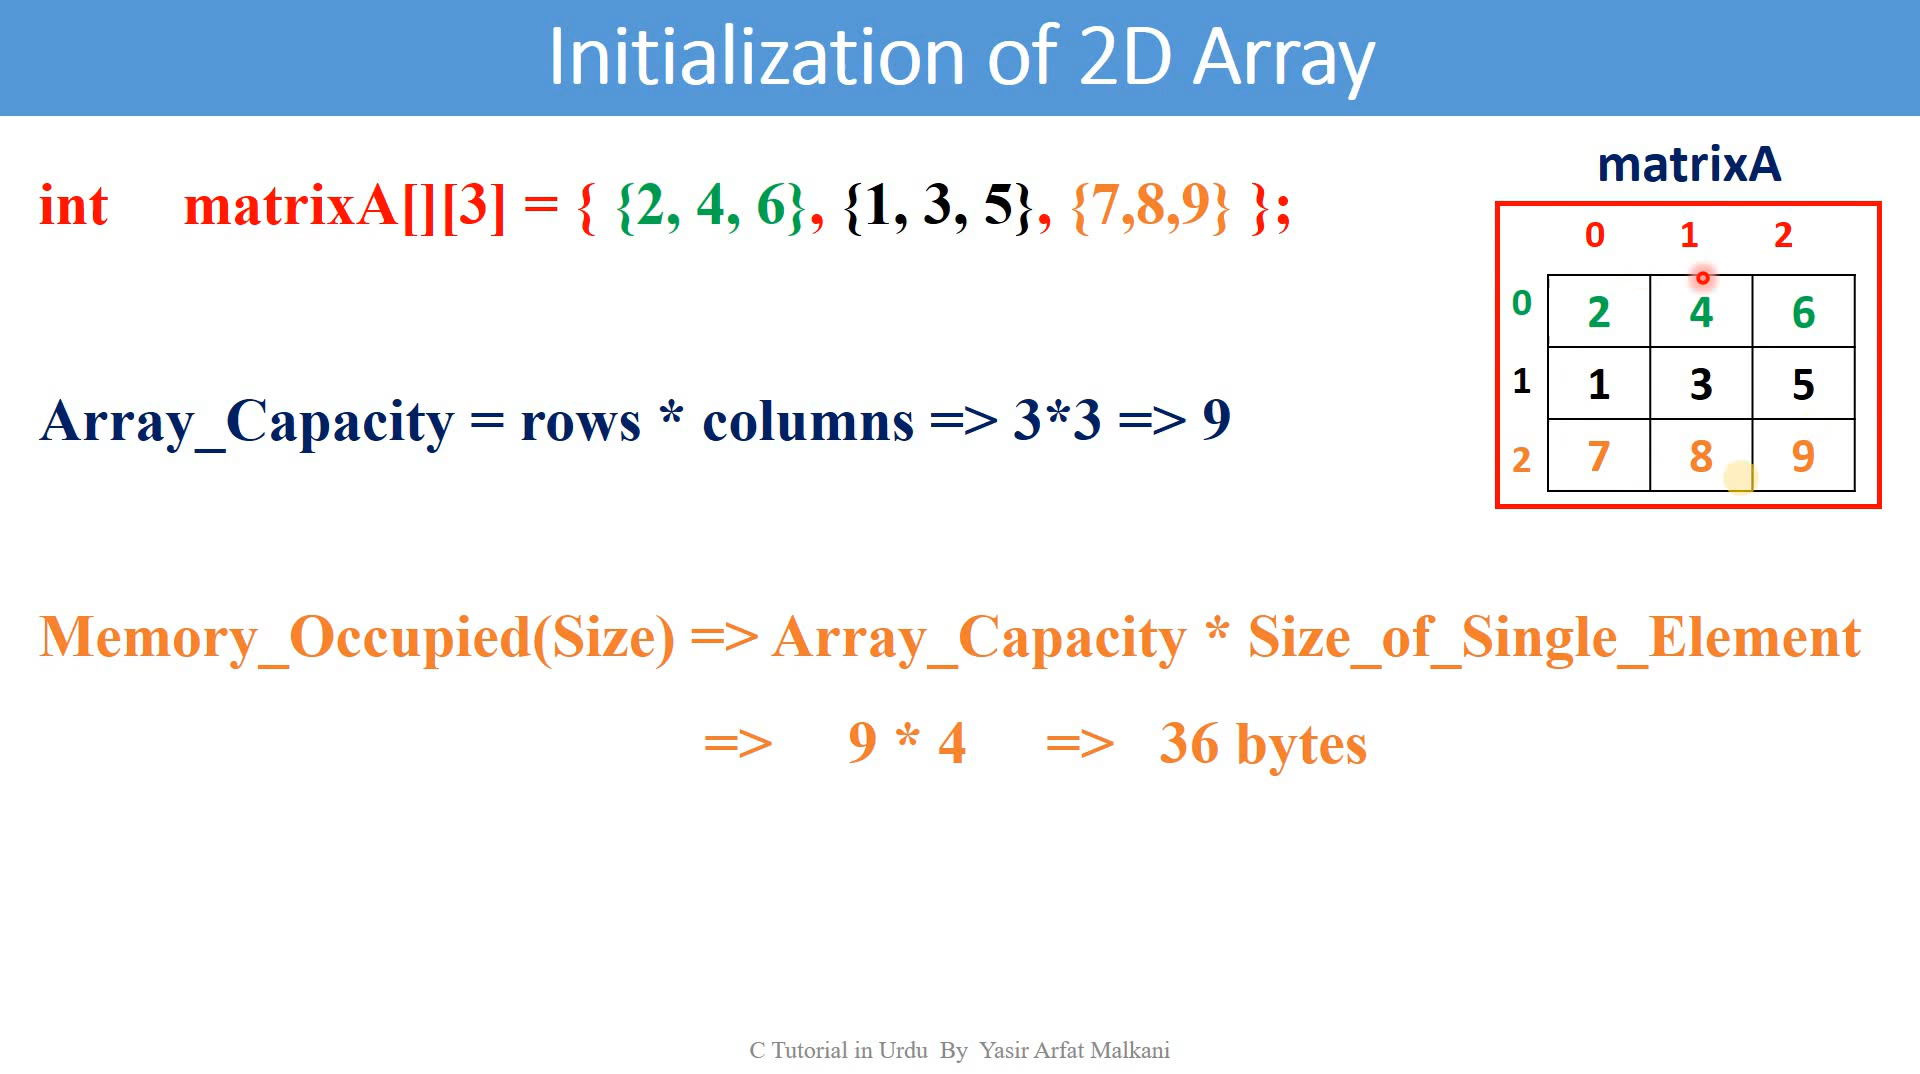 Initialization of 2D Array
int matrixA[][3] = { {2, 4, 6}, {1, 3, 5}, {7,8,9} };
matrixA
0 1 2
0 2 4 6
1 1 3 5
2 7 8 9
Array_Capacity = rows * columns => 3*3 => 9
Memory_Occupied(Size) => Array_Capacity * Size_of_Single_Element
=> 9 * 4 => 36 bytes
C Tutorial in Urdu By Yasir Arfat Malkani